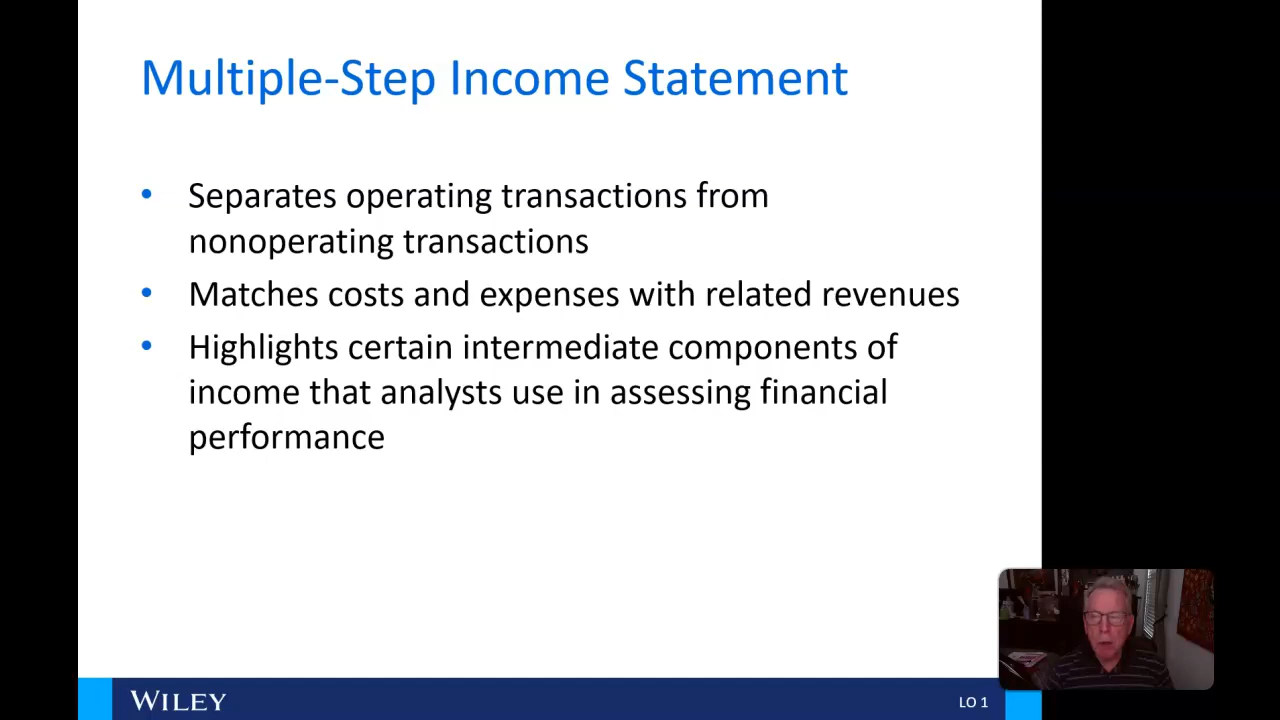 Multiple-Step Income Statement
• Separates operating transactions from
nonoperating transactions
• Matches costs and expenses with related revenues
• Highlights certain intermediate components of
income that analysts use in assessing financial
performance
WILEY
LO 1